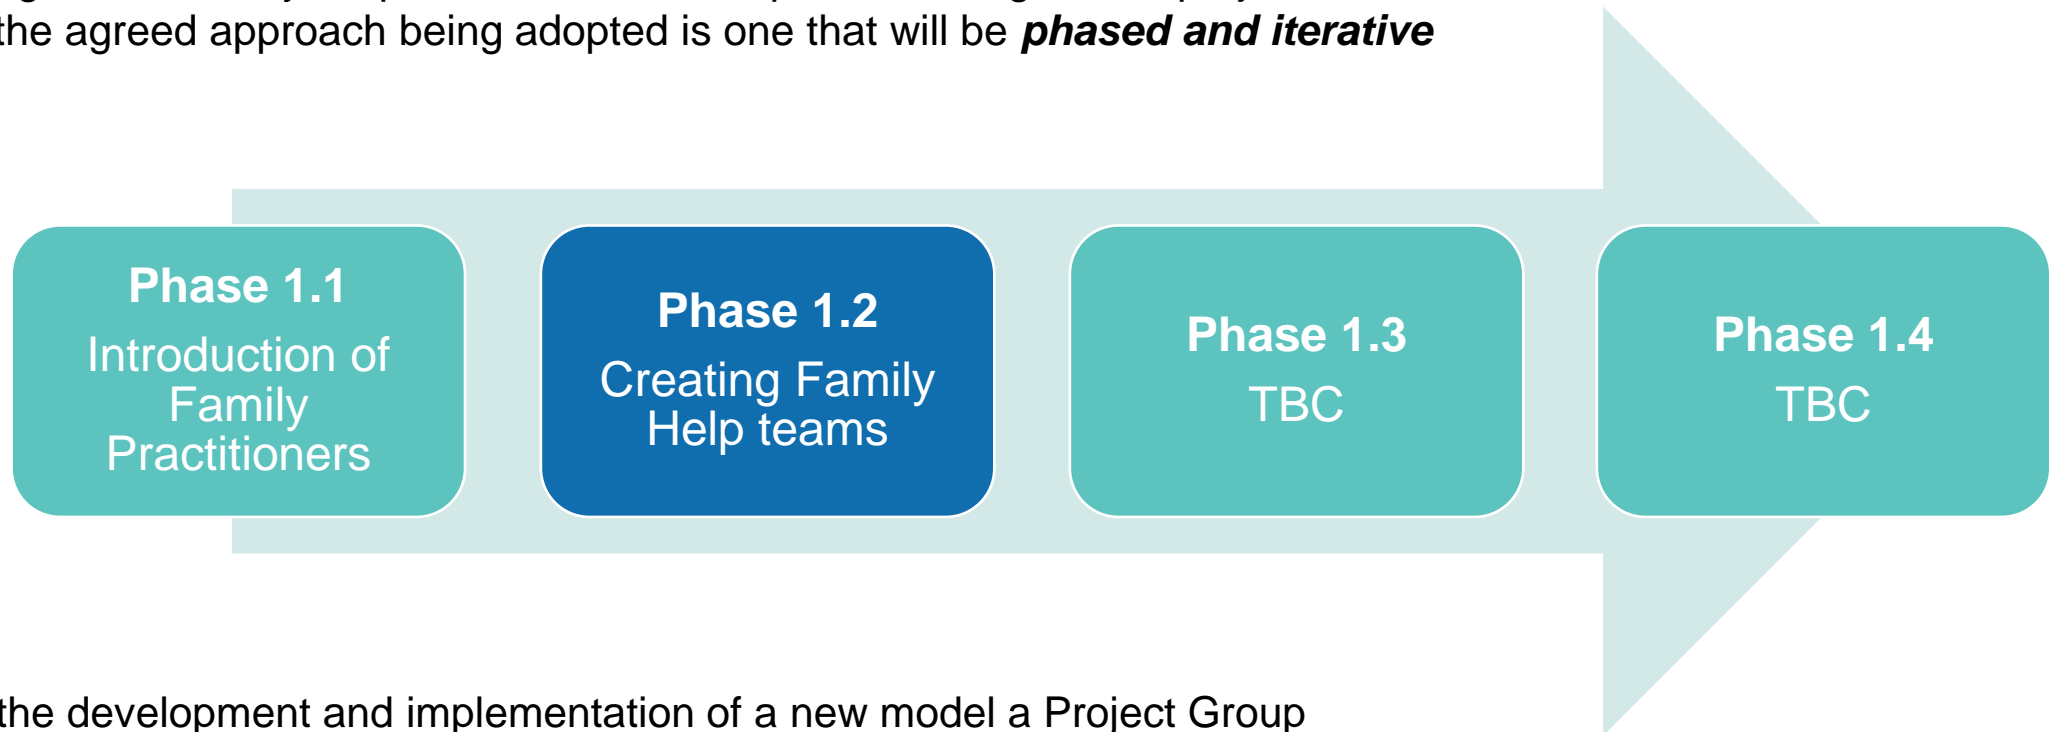 the agreed approach being adopted is one that will be phased and iterative
Phase 1.1
Introduction of
Family
Practitioners
Phase 1.2
Creating Family
Help teams
Phase 1.3
TBC
Phase 1.4
TBC
the development and implementation of a new model a Project Group